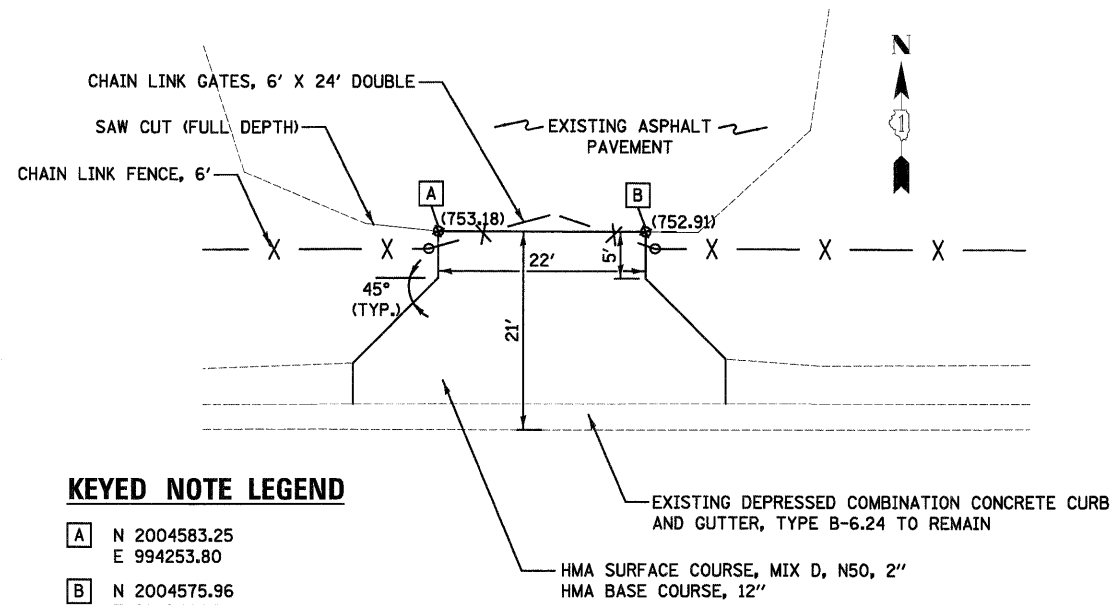 N
CHAIN LINK GATES, 6' X 24' DOUBLE
SAW CUT (FULL DEPTH)
EXISTING ASPHALT
PAVEMENT
1
CHAIN LINK FENCE, 6'
A
B
(753.18)
(752.91)
5'
22'
45°
(TYP.)
21'
KEYED NOTE LEGEND
EXISTING DEPRESSED COMBINATION CONCRETE CURB
AND GUTTER, TYPE B-6.24 TO REMAIN
A N 2004583.25
E 994253.80
B N 2004575.96
HMA SURFACE COURSE, MIX D, N50, 2"
HMA BASE COURSE, 12"